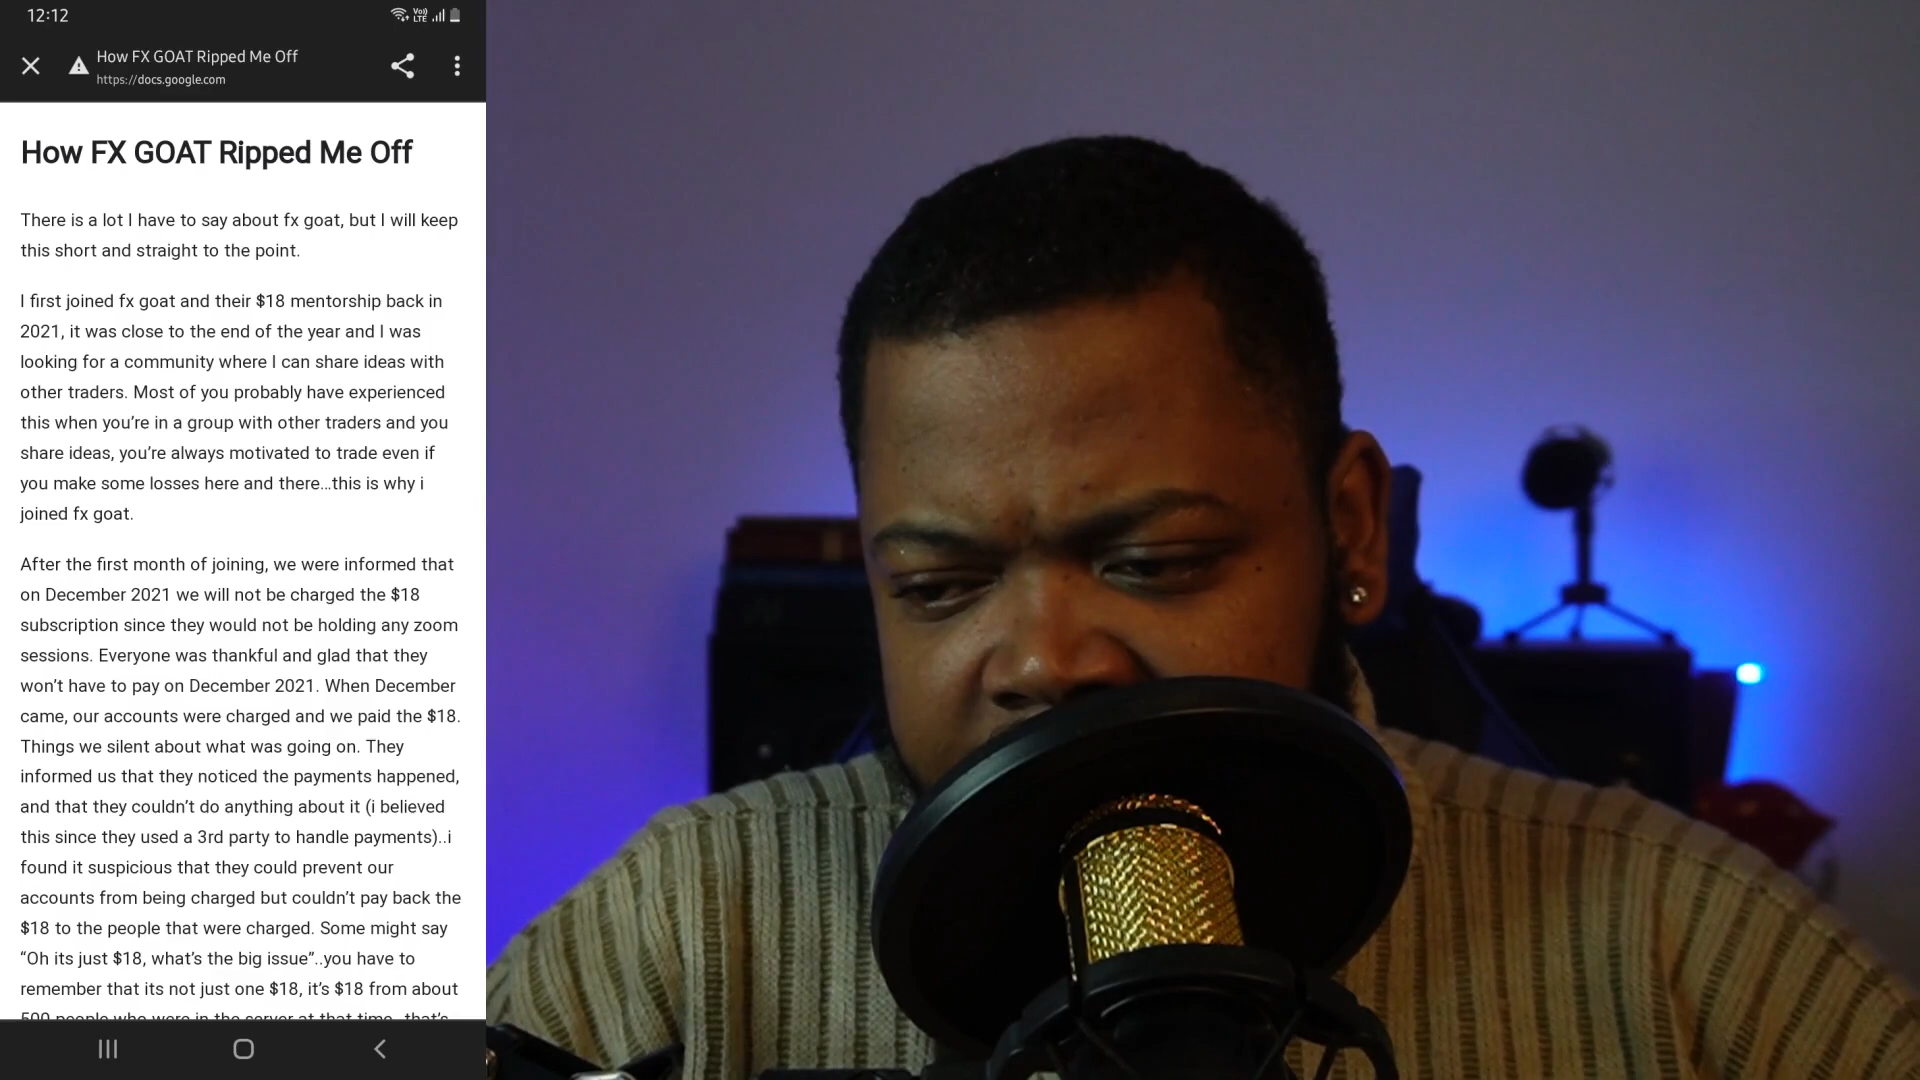 12:12
Vo)) LTE
How FX GOAT Ripped Me Off
https://docs.google.com
How FX GOAT Ripped Me Off
There is a lot I have to say about fx goat, but I will keep
this short and straight to the point.
I first joined fx goat and their $18 mentorship back in
2021, it was close to the end of the year and I was
looking for a community where I can share ideas with
other traders. Most of you probably have experienced
this when you’re in a group with other traders and you
share ideas, you’re always motivated to trade even if
you make some losses here and there…this is why i
joined fx goat.
After the first month of joining, we were informed that
on December 2021 we will not be charged the $18
subscription since they would not be holding any zoom
sessions. Everyone was thankful and glad that they
won’t have to pay on December 2021. When December
came, our accounts were charged and we paid the $18.
Things we silent about what was going on. They
informed us that they noticed the payments happened,
and that they couldn’t do anything about it (i believed
this since they used a 3rd party to handle payments)..i
found it suspicious that they could prevent our
accounts from being charged but couldn’t pay back the
$18 to the people that were charged. Some might say
“Oh its just $18, what’s the big issue”..you have to
remember that its not just one $18, it’s $18 from about
500 people who were in the server at that time..that’s